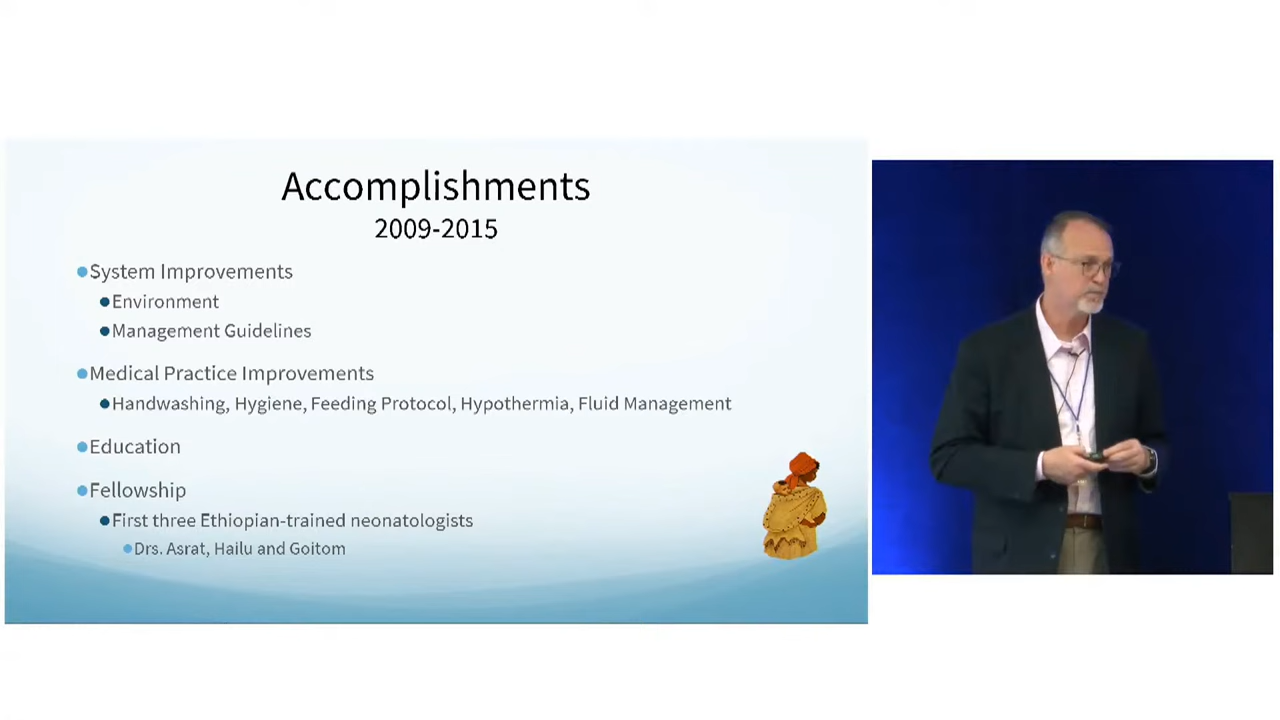 Accomplishments
2009-2015
System Improvements
Environment
Management Guidelines
Medical Practice Improvements
Handwashing, Hygiene, Feeding Protocol, Hypothermia, Fluid Management
Education
Fellowship
First three Ethiopian-trained neonatologists
Drs. Asrat, Hailu and Goitom